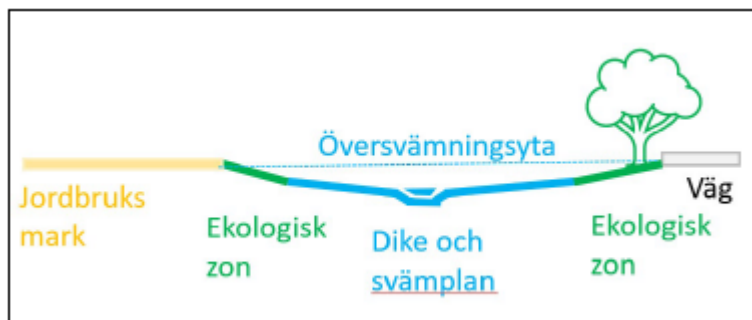 Översvämningsyta
Jordbruks
mark
Ekologisk
zon
Dike och
svämplan
Ekologisk
zon
Väg